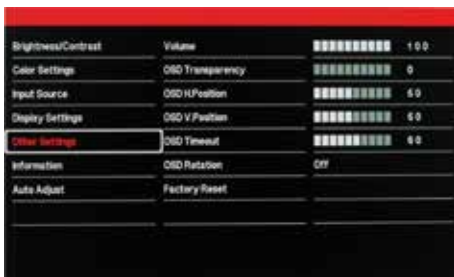 Brightness/Contrast Volume 100
Color Settings OSD Transparency 0
Input Source OSD H.Position 50
Display Settings OSD V.Position 50
Other Settings OSD Timeout 60
Information OSD Rotation Off
Auto Adjust Factory Reset